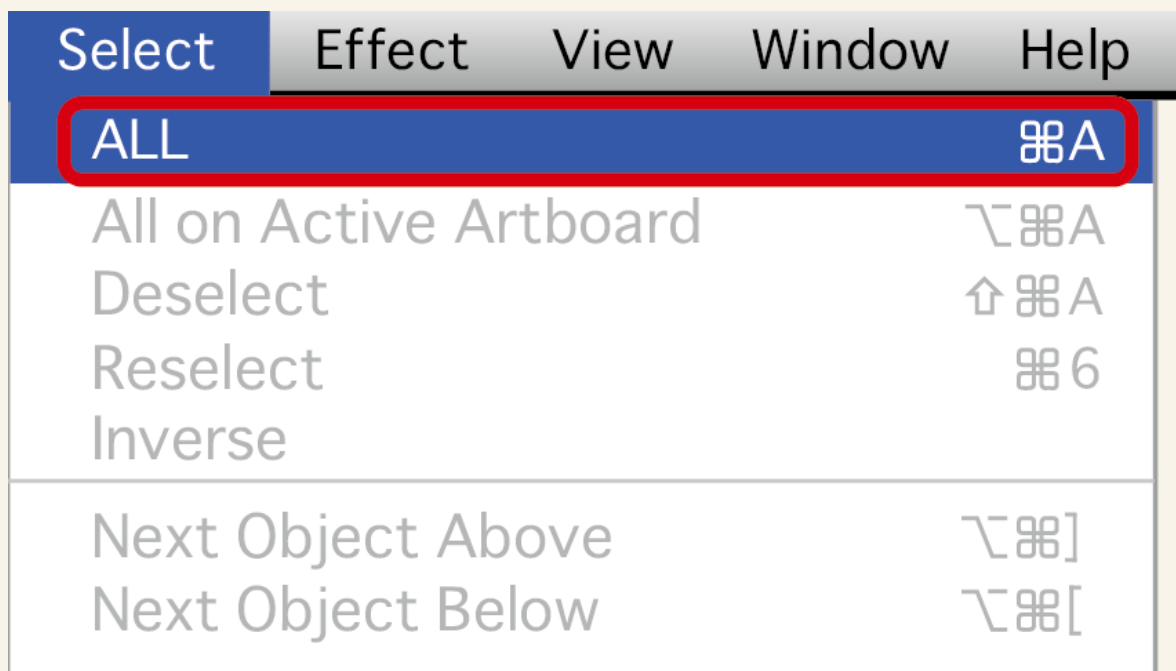 Select Effect View Window Help
ALL ⌘A
All on Active Artboard ⌥⌘A
Deselect ⇧⌘A
Reselect ⌘6
Inverse
Next Object Above ⌥⌘]
Next Object Below ⌥⌘[